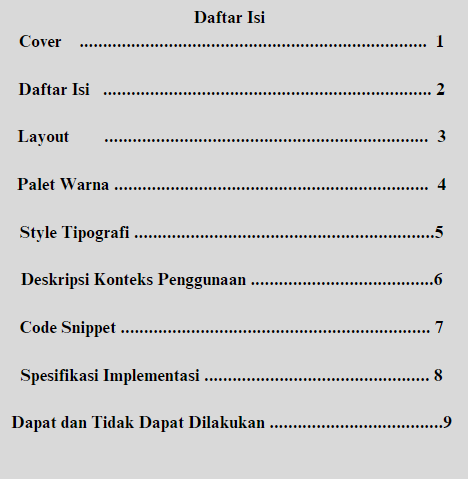 Daftar Isi
Cover ........................................................................... 1
Daftar Isi ....................................................................... 2
Layout ...................................................................... 3
Palet Warna .................................................................... 4
Style Tipografi .................................................................5
Deskripsi Konteks Penggunaan .......................................6
Code Snippet ................................................................... 7
Spesifikasi Implementasi ................................................ 8
Dapat dan Tidak Dapat Dilakukan .....................................9